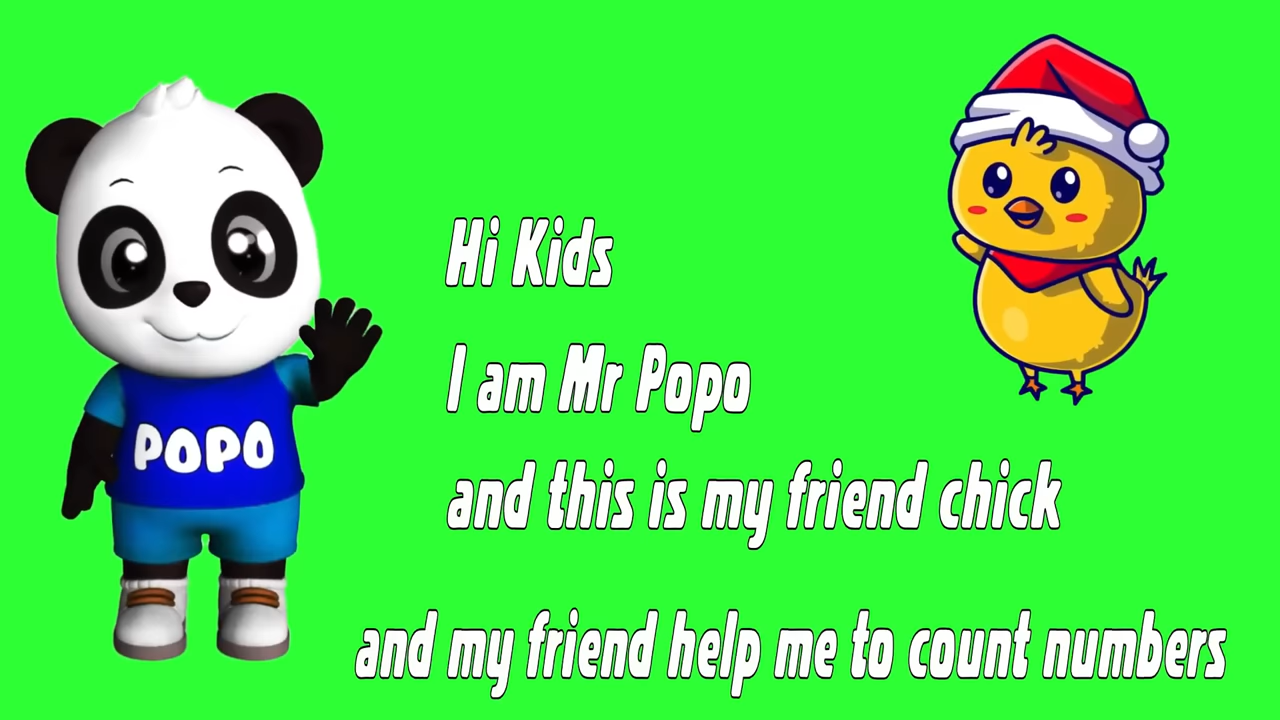 POPO
Hi Kids
I am Mr Popo
and this is my friend chick
and my friend help me to count numbers